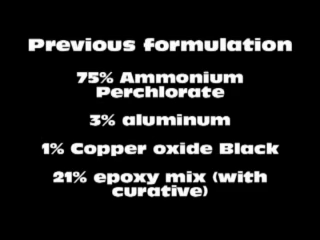 Previous formulation
75% Ammonium
Perchlorate
3% aluminum
1% Copper oxide Black
21% epoxy mix (with
curative)